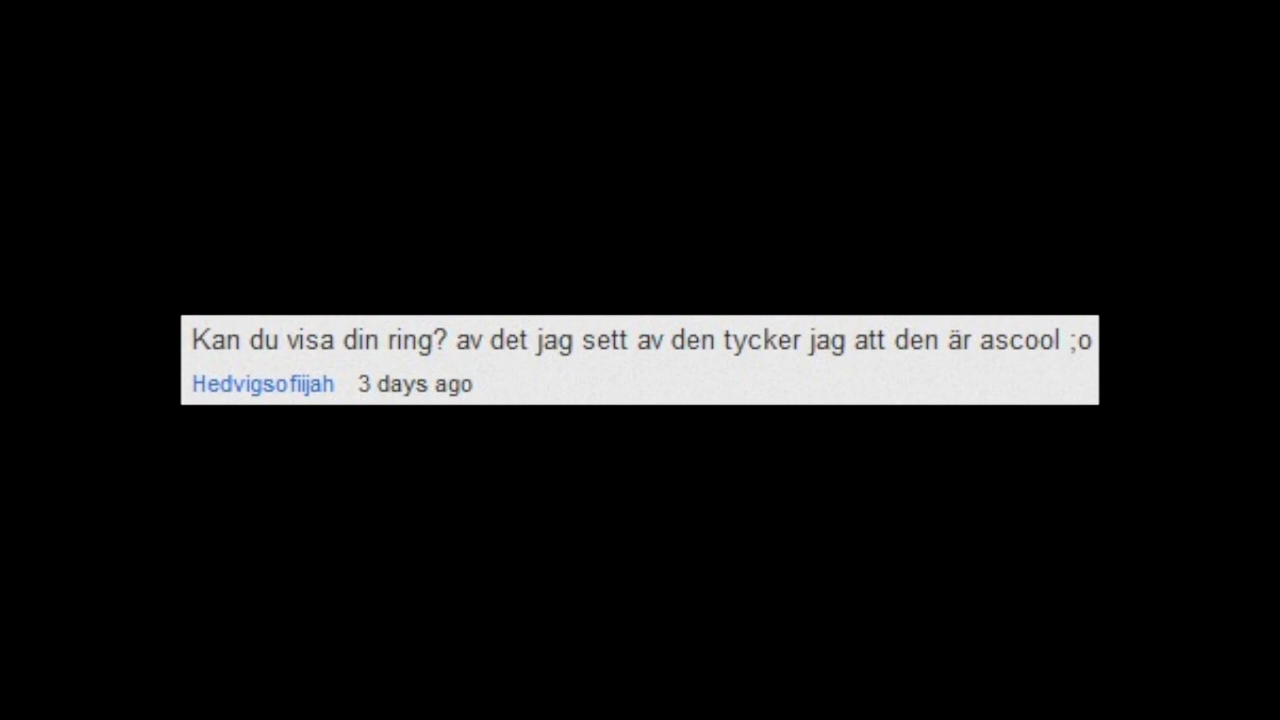 Kan du visa din ring? av det jag sett av den tycker jag att den är ascool ;o
Hedvigsofiijah 3 days ago